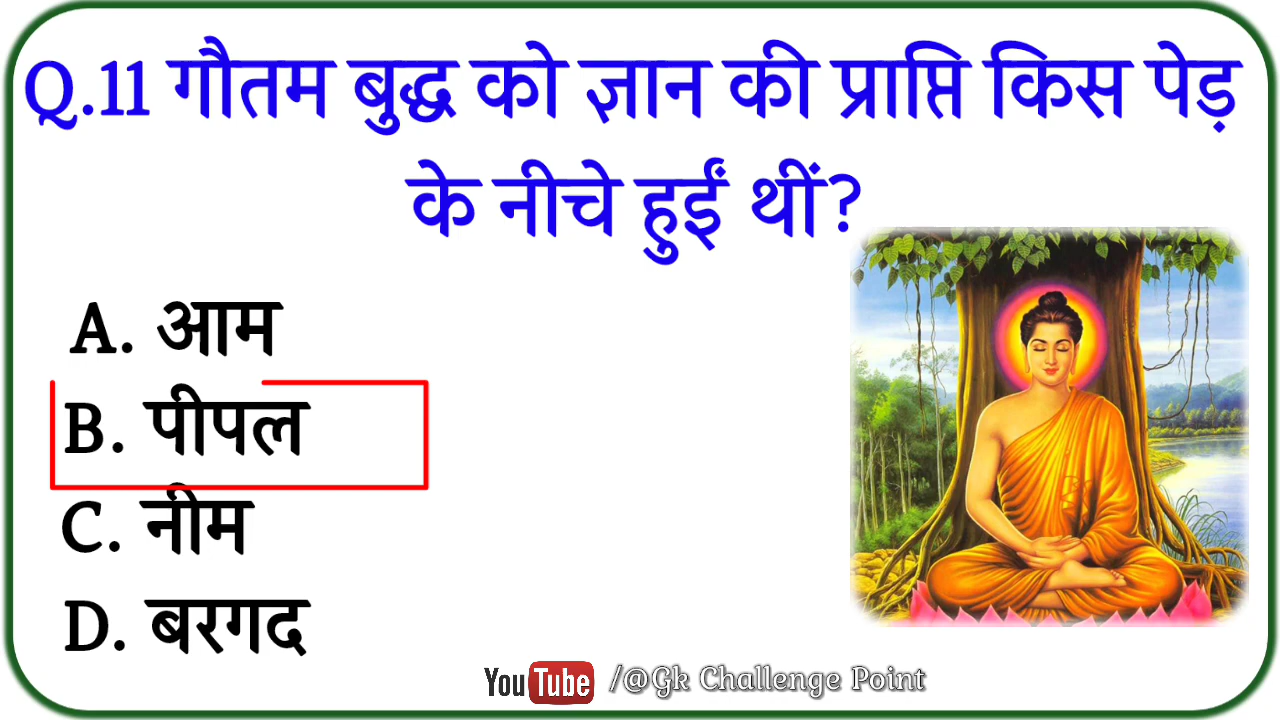 Q.11 गौतम बुद्ध को ज्ञान की प्राप्ति किस पेड़
के नीचे हुईं थीं?
A. आम
B. पीपल
C. नीम
D. बरगद
YouTube /@Gk Challenge Point